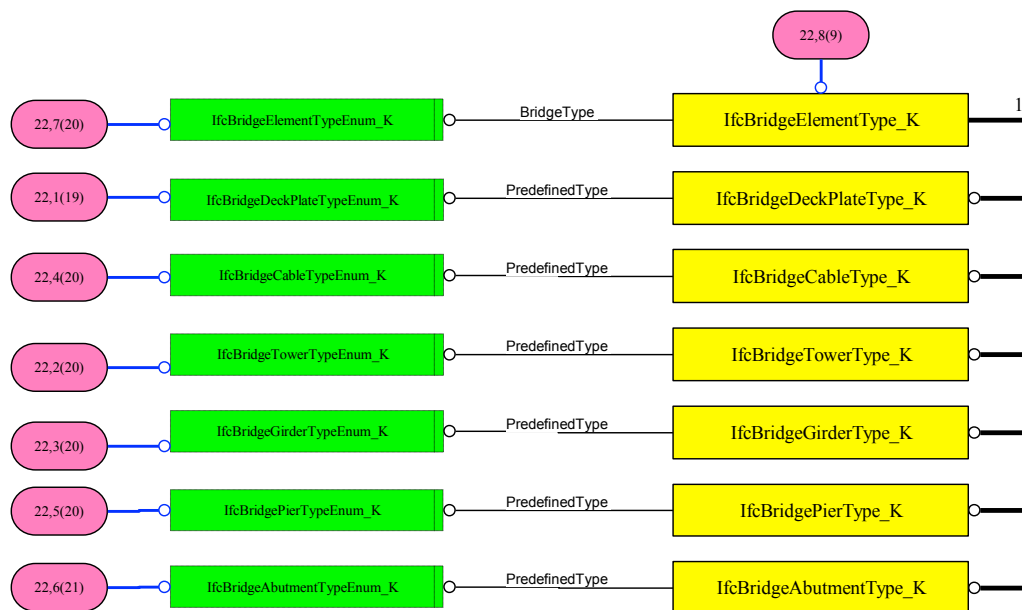 22,8(9)
22,7(20) IfcBridgeElementTypeEnum_K BridgeType IfcBridgeElementType_K 1
22,1(19) IfcBridgeDeckPlateTypeEnum_K PredefinedType IfcBridgeDeckPlateType_K
22,4(20) IfcBridgeCableTypeEnum_K PredefinedType IfcBridgeCableType_K
22,2(20) IfcBridgeTowerTypeEnum_K PredefinedType IfcBridgeTowerType_K
22,3(20) IfcBridgeGirderTypeEnum_K PredefinedType IfcBridgeGirderType_K
22,5(20) IfcBridgePierTypeEnum_K PredefinedType IfcBridgePierType_K
22,6(21) IfcBridgeAbutmentTypeEnum_K PredefinedType IfcBridgeAbutmentType_K